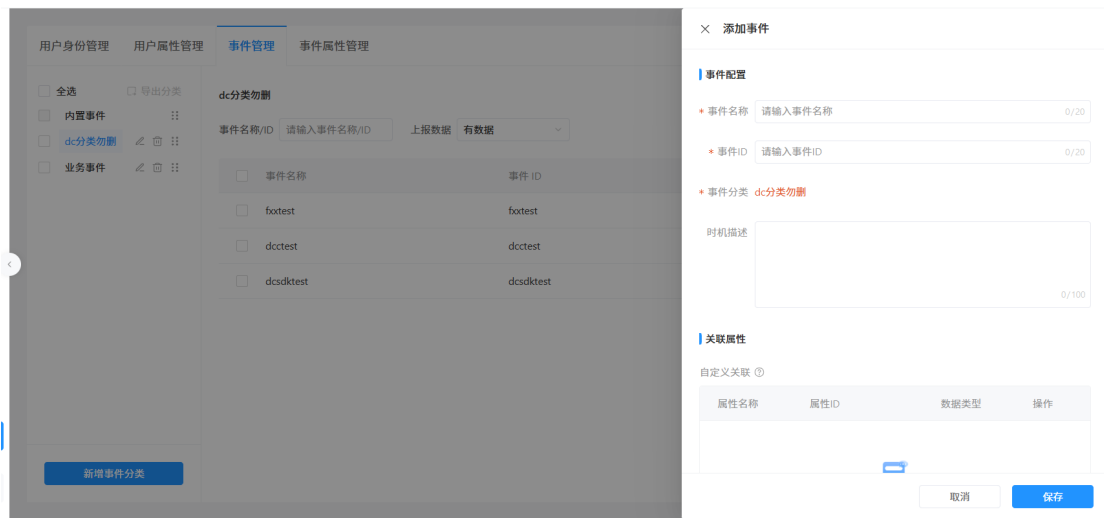 用户身份管理 用户属性管理 事件管理 事件属性管理
全选 导出分类
内置事件
dc分类勿删
业务事件
新增事件分类
dc分类勿删
事件名称/ID 请输入事件名称/ID 上报数据 有数据
事件名称 事件 ID
fxxtest fxxtest
dcctest dcctest
dcsdktest dcsdktest
添加事件
事件配置
* 事件名称 请输入事件名称 0/20
* 事件ID 请输入事件ID 0/20
* 事件分类 dc分类勿删
时机描述
0/100
关联属性
自定义关联
属性名称 属性ID 数据类型 操作
取消 保存